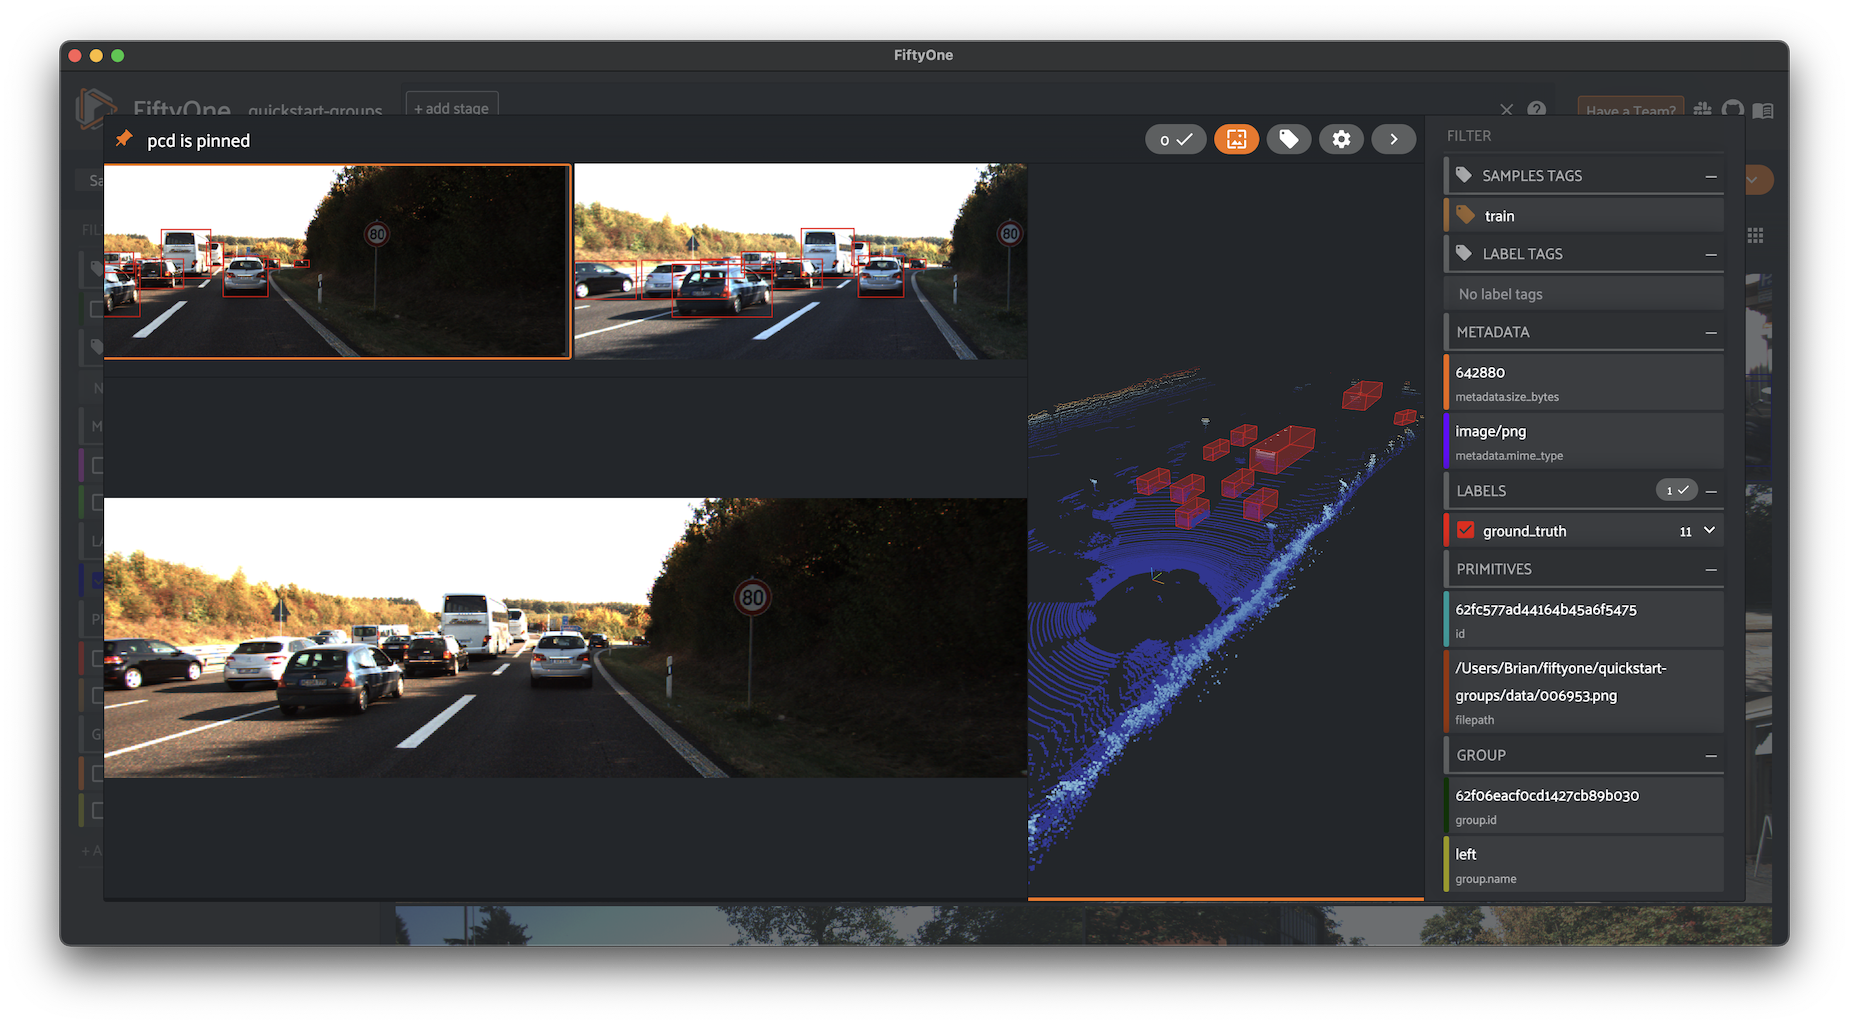 FiftyOne
FiftyOne
quickstart-groups
+ add stage
Have a Team?
pcd is pinned
0
80
80
80
FILTER
SAMPLES TAGS
train
LABEL TAGS
No label tags
METADATA
642880
metadata.size_bytes
image/png
metadata.mime_type
LABELS
1
ground_truth
11
PRIMITIVES
62fc577ad44164b45a6f5475
id
/Users/Brian/fiftyone/quickstart-
groups/data/006953.png
filepath
GROUP
62f06eacf0cd1427cb89b030
group.id
left
group.name